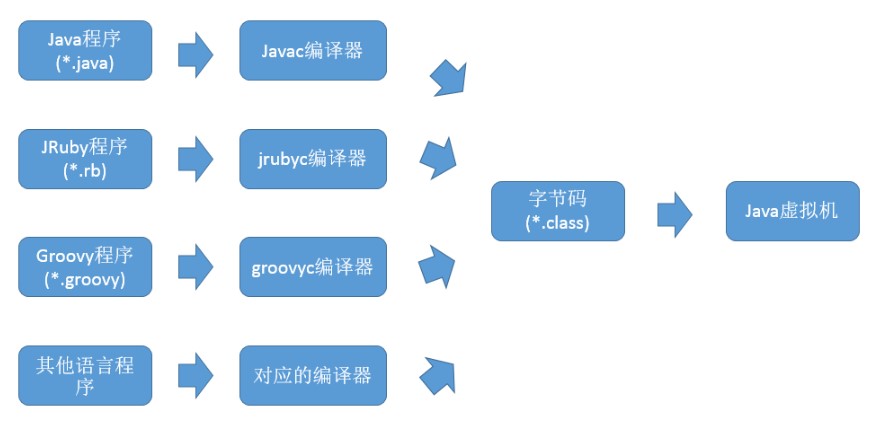 Java程序
(*.java)
Javac编译器
JRuby程序
(*.rb)
jrubyc编译器
字节码
(*.class)
Java虚拟机
Groovy程序
(*.groovy)
groovyc编译器
其他语言程
序
对应的编译器